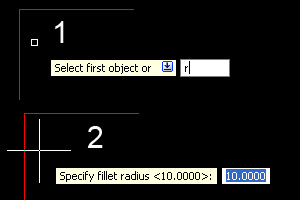 1
Select first object or r
2
Specify fillet radius <10.0000>: 10.0000